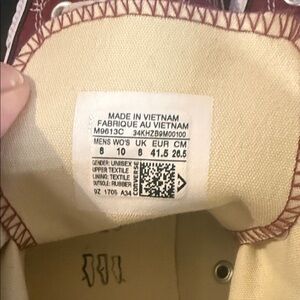 MADE IN VIETNAM
FABRIQUE AU VIETNAM
M9613C 34KHZB9M00100
MENS WO'S UK EUR CM
8 10 8 41.5 26.5
GENDER: UNISEX
UPPER: TEXTILE
LINING: TEXTILE
OUTSOLE: RUBBER
9Z 1705 A34
CONVERSE